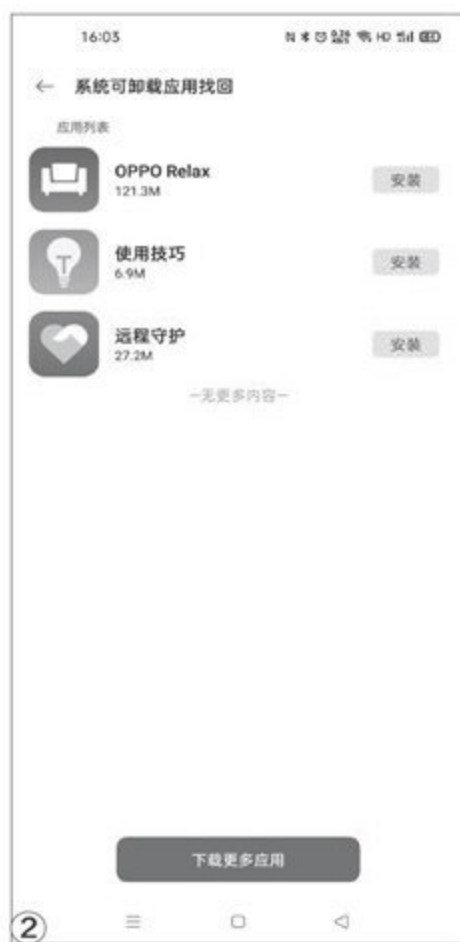 16:03
HD
← 系统可卸载应用找回
应用列表
OPPO Relax
121.3M
安装
使用技巧
6.9M
安装
远程守护
27.2M
安装
—无更多内容—
下载更多应用
②